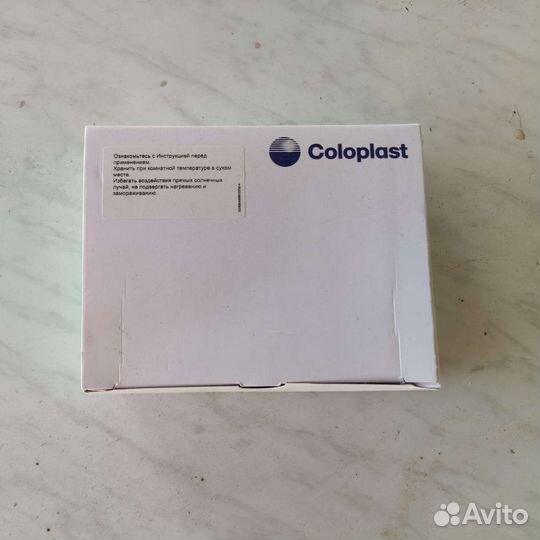 Ознакомьтесь с Инструкцией перед
применением.
Хранить при комнатной температуре в сухом
месте.
Избегать воздействия прямых солнечных
лучей, не подвергать нагреванию и
замораживанию.
Coloplast
Avito